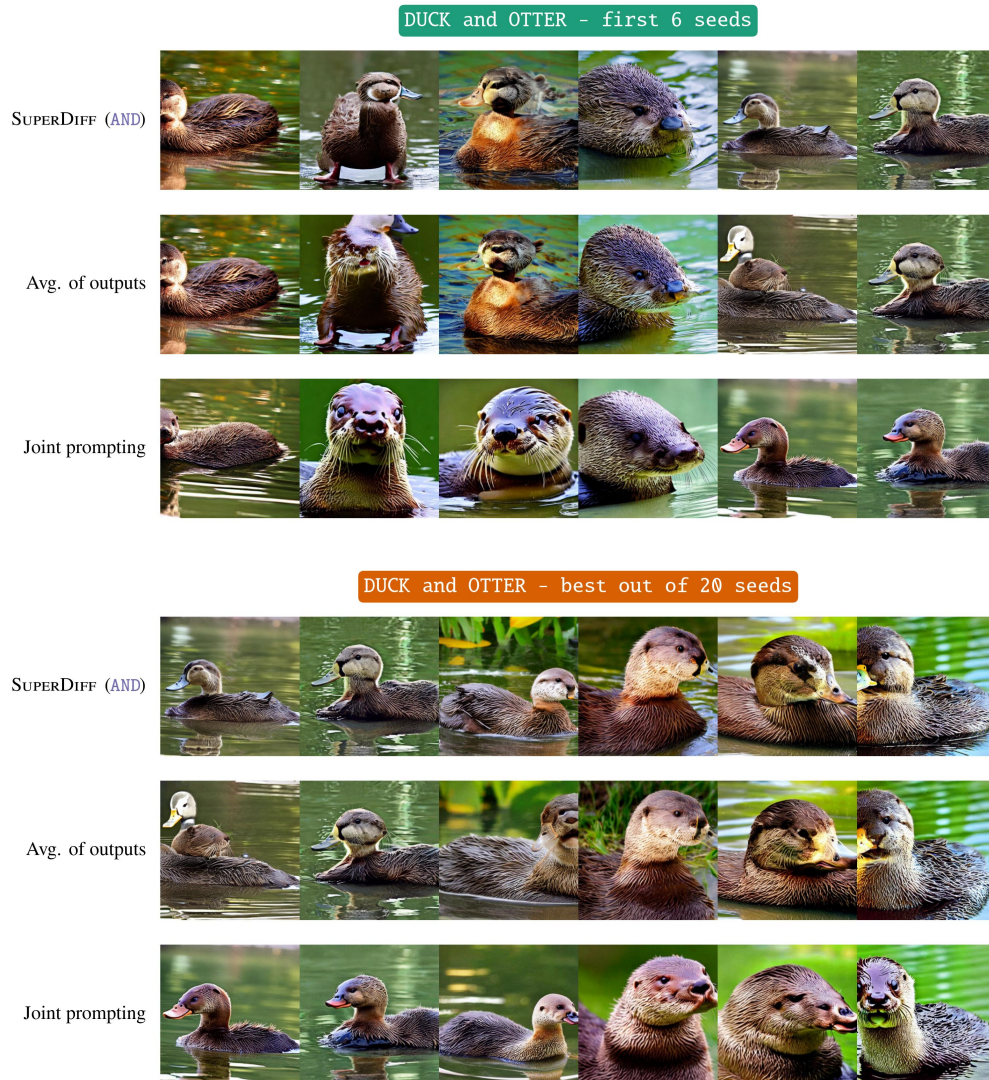 DUCK and OTTER - first 6 seeds
SUPERDIFF (AND)
Avg. of outputs
Joint prompting
DUCK and OTTER - best out of 20 seeds
SUPERDIFF (AND)
Avg. of outputs
Joint prompting